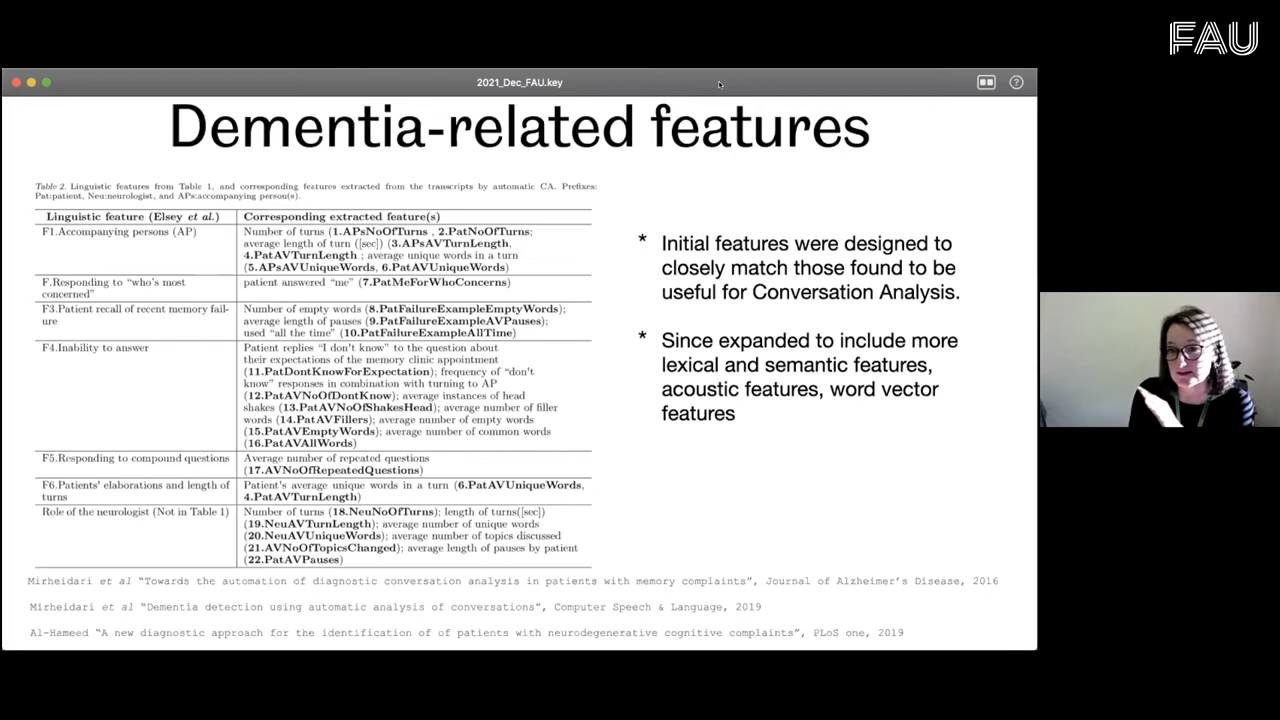 FAU
2021_Dec_FAU.key
Dementia-related features
Table 2. Linguistic features from Table 1, and corresponding features extracted from the transcripts by automatic CA. Prefixes:
Pat:patient, Neu:neurologist, and APs:accompanying person(s).
Linguistic feature (Elsey et al.)
Corresponding extracted feature(s)
F1.Accompanying persons (AP)
Number of turns (1.APsNoOfTurns , 2.PatNoOfTurns;
average length of turn ([sec]) (3.APsAVTurnLength,
4.PatAVTurnLength ; average unique words in a turn
(5.APsAVUniqueWords, 6.PatAVUniqueWords)
F.Responding to "who's most
concerned"
patient answered "me" (7.PatMeForWhoConcerns)
F3.Patient recall of recent memory fail-
ure
Number of empty words (8.PatFailureExampleEmptyWords);
average length of pauses (9.PatFailureExampleAVPauses);
used "all the time" (10.PatFailureExampleAllTime)
F4.Inability to answer
Patient replies "I don't know" to the question about
their expectations of the memory clinic appointment
(11.PatDontKnowForExpectation); frequency of "don't
know" responses in combination with turning to AP
(12.PatAVNoOfDontKnow); average instances of head
shakes (13.PatAVNoOfShakesHead); average number of filler
words (14.PatAVFillers); average number of empty words
(15.PatAVEmptyWords); average number of common words
(16.PatAVAllWords)
F5.Responding to compound questions
Average number of repeated questions
(17.AVNoOfRepeatedQuestions)
F6.Patients' elaborations and length of
turns
Patient's average unique words in a turn (6.PatAVUniqueWords,
4.PatAVTurnLength)
Role of the neurologist (Not in Table 1)
Number of turns (18.NeuNoOfTurns); length of turns([sec])
(19.NeuAVTurnLength); average number of unique words
(20.NeuAVUniqueWords); average number of topics discussed
(21.AVNoOfTopicsChanged); average length of pauses by patient
(22.PatAVPauses)
* Initial features were designed to
closely match those found to be
useful for Conversation Analysis.
* Since expanded to include more
lexical and semantic features,
acoustic features, word vector
features
Mirheidari et al "Towards the automation of diagnostic conversation analysis in patients with memory complaints", Journal of Alzheimer's Disease, 2016
Mirheidari et al "Dementia detection using automatic analysis of conversations", Computer Speech & Language, 2019
Al-Hameed "A new diagnostic approach for the identification of of patients with neurodegenerative cognitive complaints", PLoS one, 2019